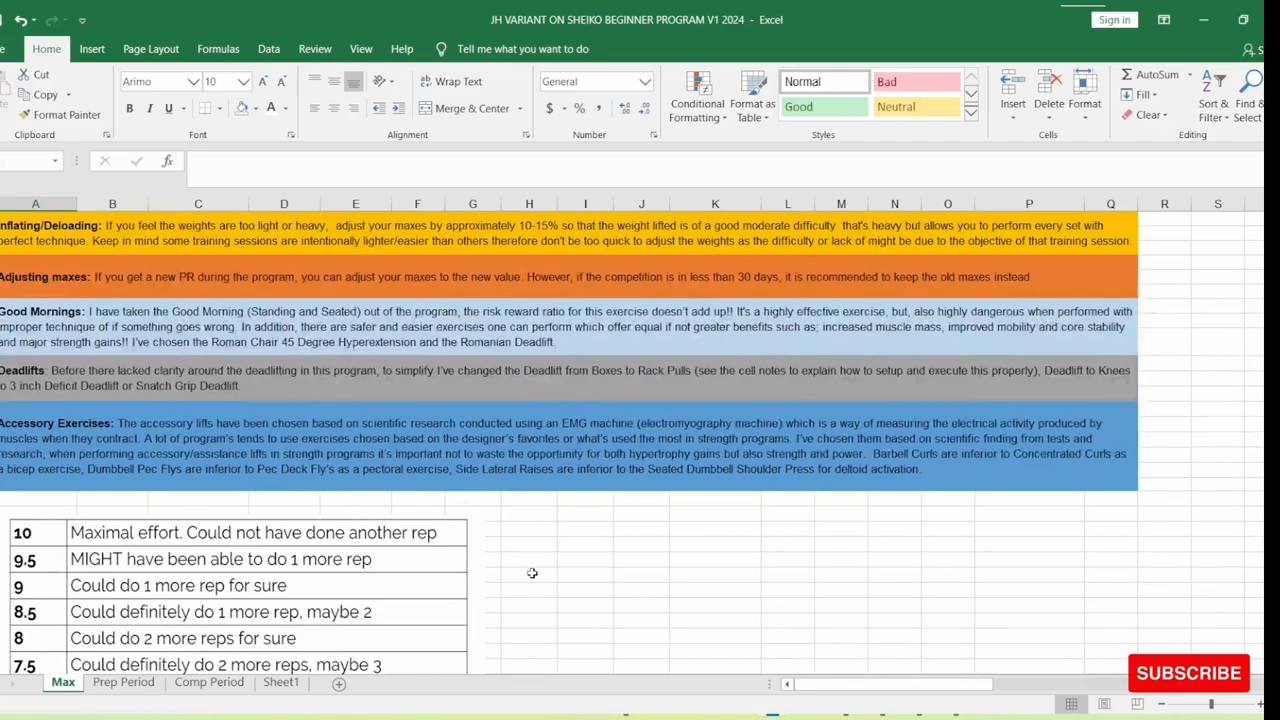 JH VARIANT ON SHEIKO BEGINNER PROGRAM V1 2024 - Excel
Sign in
Home Insert Page Layout Formulas Data Review View Help Tell me what you want to do
Cut
Copy
Format Painter
Clipboard
Arimo 10
B I U
Font
Wrap Text
Merge & Center
Alignment
General
$ % ,
Number
Conditional Formatting
Format as Table
Normal Bad
Good Neutral
Styles
Insert Delete Format
Cells
AutoSum
Fill
Clear
Sort & Filter
Find & Select
Editing
fx
A B C D E F G H I J K L M N O P Q R S
Inflating/Deloading: If you feel the weights are too light or heavy, adjust your maxes by approximately 10-15% so that the weight lifted is of a good moderate difficulty that's heavy but allows you to perform every set with
perfect technique. Keep in mind some training sessions are intentionally lighter/easier than others therefore don't be too quick to adjust the weights as the difficulty or lack of might be due to the objective of that training session.
Adjusting maxes: If you get a new PR during the program, you can adjust your maxes to the new value. However, if the competition is in less than 30 days, it is recommended to keep the old maxes instead.
Good Mornings: I have taken the Good Morning (Standing and Seated) out of the program, the risk reward ratio for this exercise doesn't add up!! It's a highly effective exercise, but, also highly dangerous when performed with
improper technique of if something goes wrong. In addition, there are safer and easier exercises one can perform which offer equal if not greater benefits such as; increased muscle mass, improved mobility and core stability
and major strength gains!! I've chosen the Roman Chair 45 Degree Hyperextension and the Romanian Deadlift.
Deadlifts: Before there lacked clarity around the deadlifting in this program, to simplify I've changed the Deadlift from Boxes to Rack Pulls (see the cell notes to explain how to setup and execute this properly), Deadlift to Knees
to 3 inch Deficit Deadlift or Snatch Grip Deadlift.
Accessory Exercises: The accessory lifts have been chosen based on scientific research conducted using an EMG machine (electromyography machine) which is a way of measuring the electrical activity produced by
muscles when they contract. A lot of program's tends to use exercises chosen based on the designer's favorites or what's used the most in strength programs. I've chosen them based on scientific finding from tests and
research, when performing accessory/assistance lifts in strength programs it's important not to waste the opportunity for both hypertrophy gains but also strength and power. Barbell Curls are inferior to Concentrated Curls as
a bicep exercise, Dumbbell Pec Flys are inferior to Pec Deck Fly's as a pectoral exercise, Side Lateral Raises are inferior to the Seated Dumbbell Shoulder Press for deltoid activation.
10 Maximal effort. Could not have done another rep
9.5 MIGHT have been able to do 1 more rep
9 Could do 1 more rep for sure
8.5 Could definitely do 1 more rep, maybe 2
8 Could do 2 more reps for sure
7.5 Could definitely do 2 more reps, maybe 3
SUBSCRIBE
Max Prep Period Comp Period Sheet1